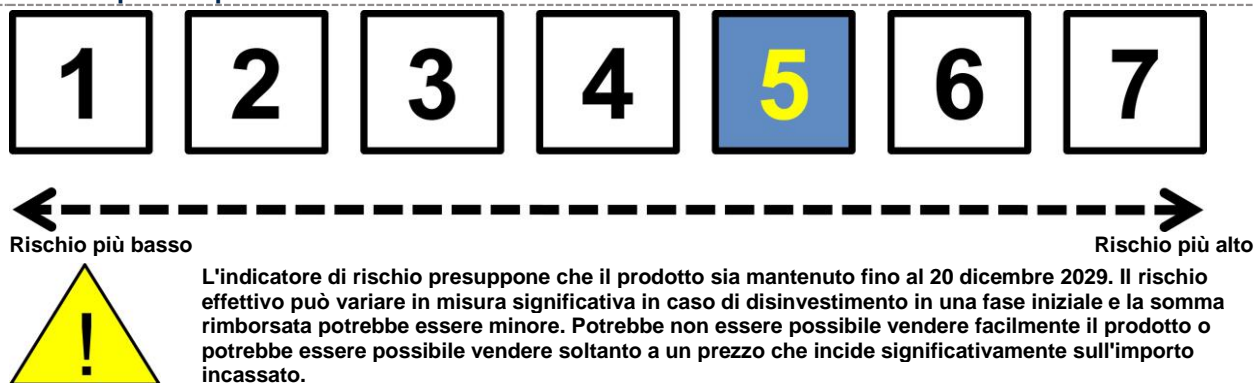 1 2 3 4 5 6 7
Rischio più basso Rischio più alto
L'indicatore di rischio presuppone che il prodotto sia mantenuto fino al 20 dicembre 2029. Il rischio
effettivo può variare in misura significativa in caso di disinvestimento in una fase iniziale e la somma
rimborsata potrebbe essere minore. Potrebbe non essere possibile vendere facilmente il prodotto o
potrebbe essere possibile vendere soltanto a un prezzo che incide significativamente sull'importo
incassato.
!